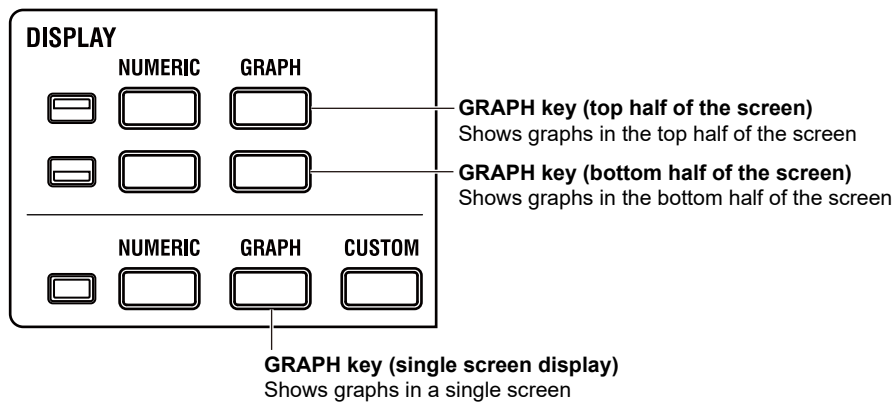 DISPLAY
NUMERIC GRAPH
GRAPH key (top half of the screen)
Shows graphs in the top half of the screen
GRAPH key (bottom half of the screen)
Shows graphs in the bottom half of the screen
NUMERIC GRAPH CUSTOM
GRAPH key (single screen display)
Shows graphs in a single screen